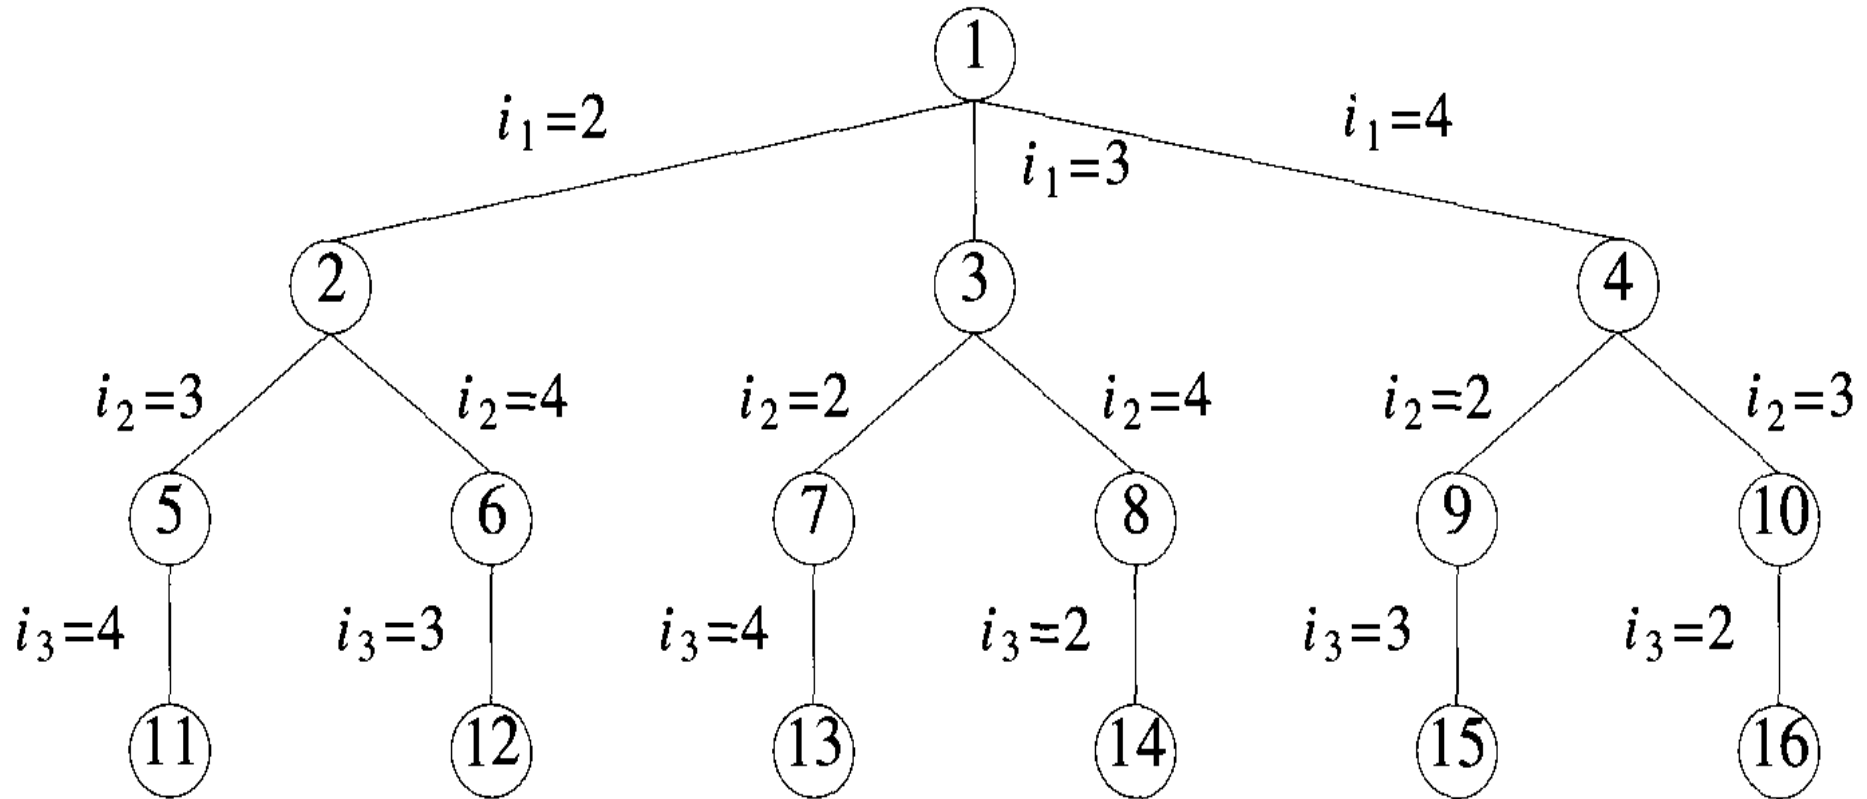 1
i₁=2 i₁=3 i₁=4
2 3 4
i₂=3 i₂=4 i₂=2 i₂=4 i₂=2 i₂=3
5 6 7 8 9 10
i₃=4 i₃=3 i₃=4 i₃=2 i₃=3 i₃=2
11 12 13 14 15 16